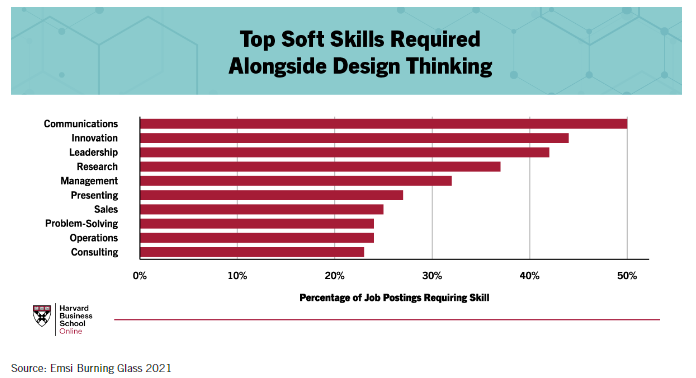 Top Soft Skills Required
Alongside Design Thinking
Communications
Innovation
Leadership
Research
Management
Presenting
Sales
Problem-Solving
Operations
Consulting
0% 10% 20% 30% 40% 50%
Percentage of Job Postings Requiring Skill
Harvard
Business
School
Online
Source: Emsi Burning Glass 2021